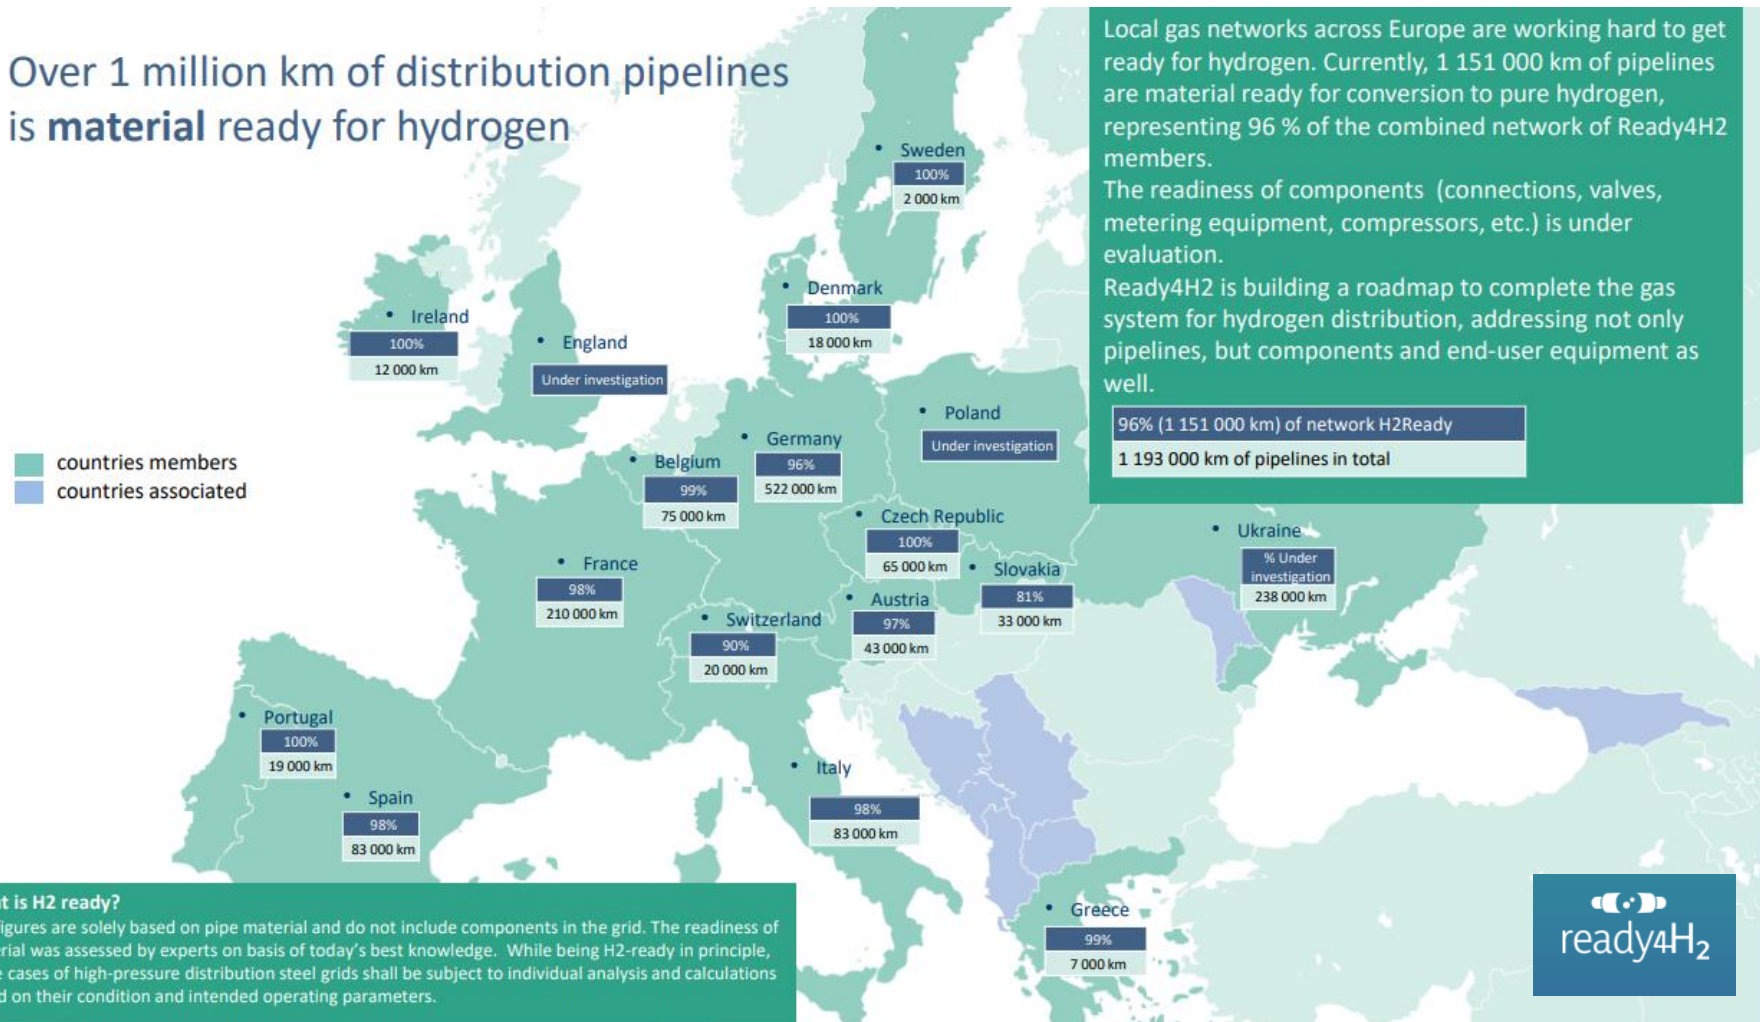 Over 1 million km of distribution pipelines
is material ready for hydrogen
Local gas networks across Europe are working hard to get
ready for hydrogen. Currently, 1 151 000 km of pipelines
are material ready for conversion to pure hydrogen,
representing 96 % of the combined network of Ready4H2
members.
The readiness of components (connections, valves,
metering equipment, compressors, etc.) is under
evaluation.
Ready4H2 is building a roadmap to complete the gas
system for hydrogen distribution, addressing not only
pipelines, but components and end-user equipment as
well.
96% (1 151 000 km) of network H2Ready
1 193 000 km of pipelines in total
• Sweden
100%
2 000 km
• Denmark
100%
18 000 km
• Ireland
100%
12 000 km
• England
Under investigation
• Poland
Under investigation
• Germany
96%
522 000 km
• Belgium
99%
75 000 km
countries members
countries associated
• Czech Republic
100%
65 000 km
• Ukraine
% Under
investigation
238 000 km
• France
98%
210 000 km
• Slovakia
81%
33 000 km
• Austria
97%
43 000 km
• Switzerland
90%
20 000 km
• Portugal
100%
19 000 km
• Spain
98%
83 000 km
• Italy
98%
83 000 km
• Greece
99%
7 000 km
is H2 ready?
are solely based on pipe material and do not include components in the grid. The readiness of
was assessed by experts on basis of today's best knowledge. While being H2-ready in principle,
cases of high-pressure distribution steel grids shall be subject to individual analysis and calculations
on their condition and intended operating parameters.
ready4H2